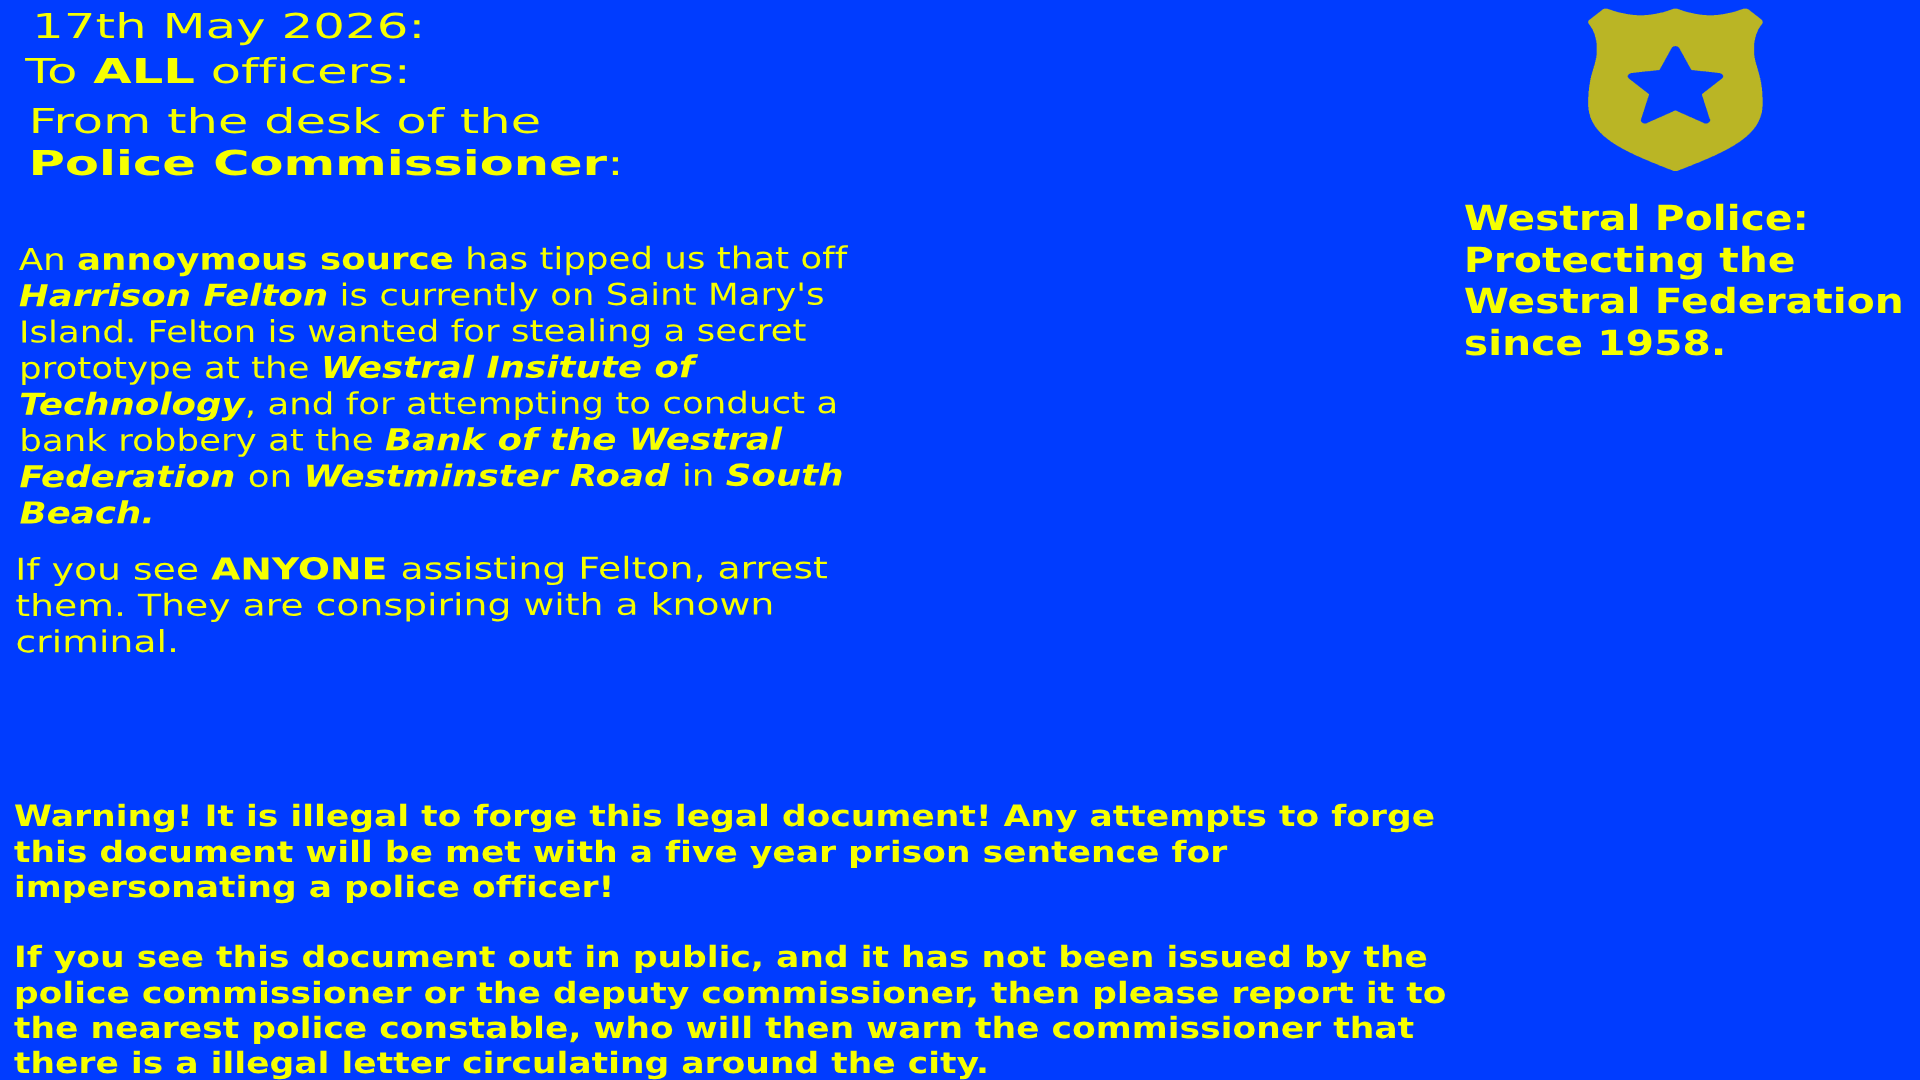 17th May 2026:
To ALL officers:
From the desk of the
Police Commissioner:
An annoymous source has tipped us that off
Harrison Felton is currently on Saint Mary's
Island. Felton is wanted for stealing a secret
prototype at the Westral Insitute of
Technology, and for attempting to conduct a
bank robbery at the Bank of the Westral
Federation on Westminster Road in South
Beach.
If you see ANYONE assisting Felton, arrest
them. They are conspiring with a known
criminal.
Westral Police:
Protecting the
Westral Federation
since 1958.
Warning! It is illegal to forge this legal document! Any attempts to forge
this document will be met with a five year prison sentence for
impersonating a police officer!
If you see this document out in public, and it has not been issued by the
police commissioner or the deputy commissioner, then please report it to
the nearest police constable, who will then warn the commissioner that
there is a illegal letter circulating around the city.